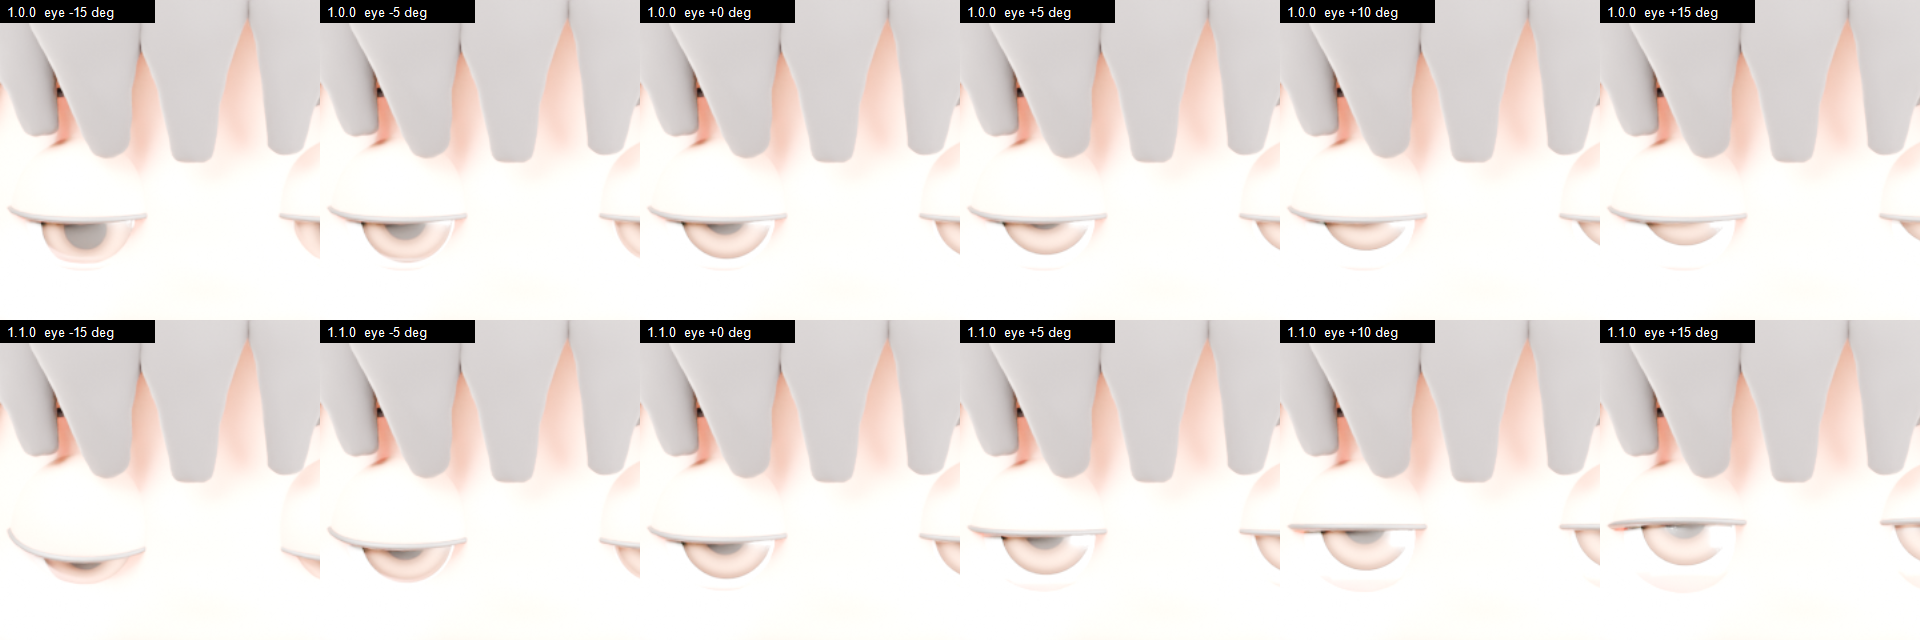 1.0.0 eye -15 deg
1.0.0 eye -5 deg
1.0.0 eye +0 deg
1.0.0 eye +5 deg
1.0.0 eye +10 deg
1.0.0 eye +15 deg
1.1.0 eye -15 deg
1.1.0 eye -5 deg
1.1.0 eye +0 deg
1.1.0 eye +5 deg
1.1.0 eye +10 deg
1.1.0 eye +15 deg